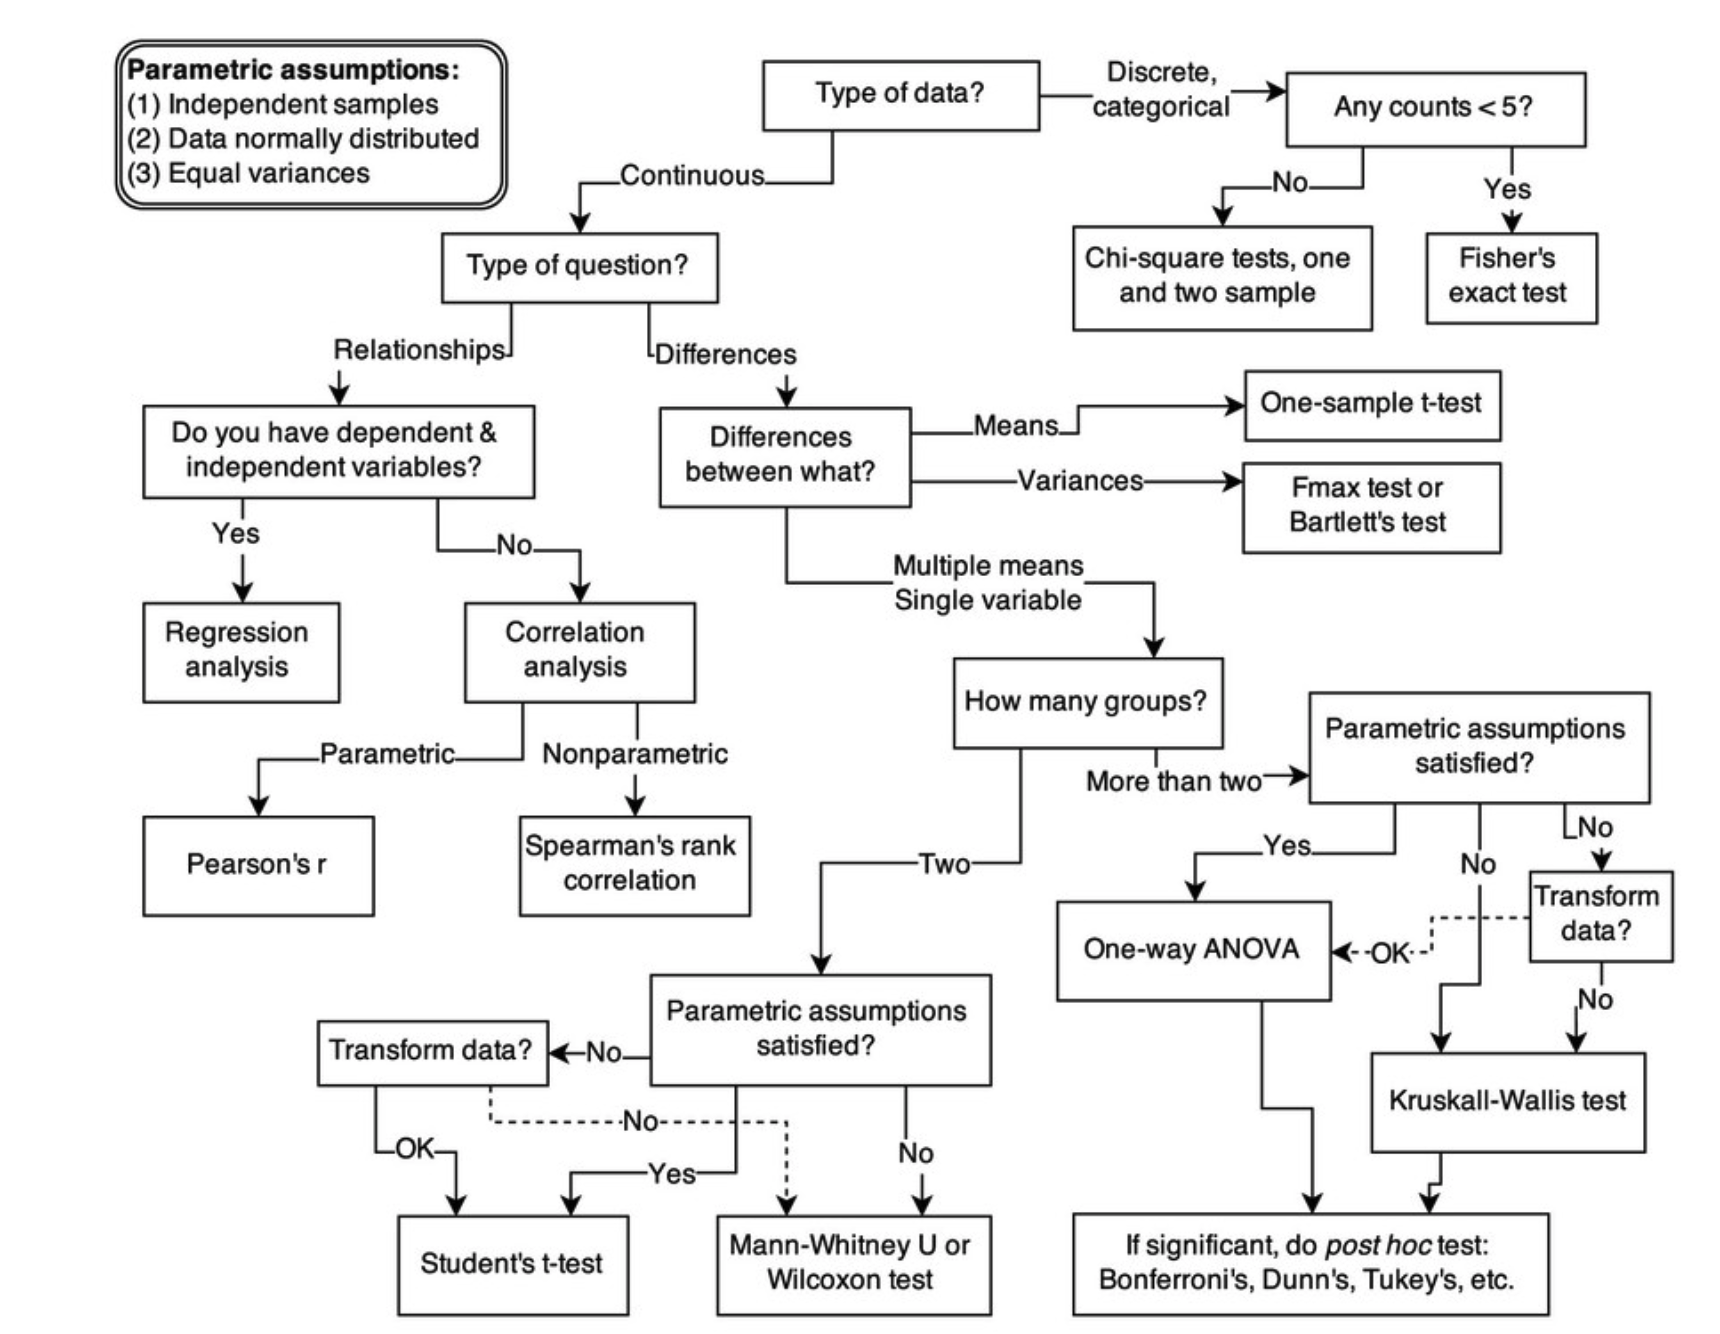 Parametric assumptions:
(1) Independent samples
(2) Data normally distributed
(3) Equal variances
Type of data?
Discrete,
categorical
Any counts < 5?
Continuous
No
Yes
Chi-square tests, one
and two sample
Fisher's
exact test
Type of question?
Relationships
Differences
Do you have dependent &
independent variables?
Differences
between what?
Means
One-sample t-test
Variances
Fmax test or
Bartlett's test
Yes
No
Multiple means
Single variable
Regression
analysis
Correlation
analysis
How many groups?
Parametric
Nonparametric
More than two
Parametric assumptions
satisfied?
Pearson's r
Spearman's rank
correlation
Two
Yes
No
No
Transform
data?
One-way ANOVA
OK
No
Parametric assumptions
satisfied?
Transform data?
No
Kruskall-Wallis test
OK
No
Yes
No
Student's t-test
Mann-Whitney U or
Wilcoxon test
If significant, do post hoc test:
Bonferroni's, Dunn's, Tukey's, etc.